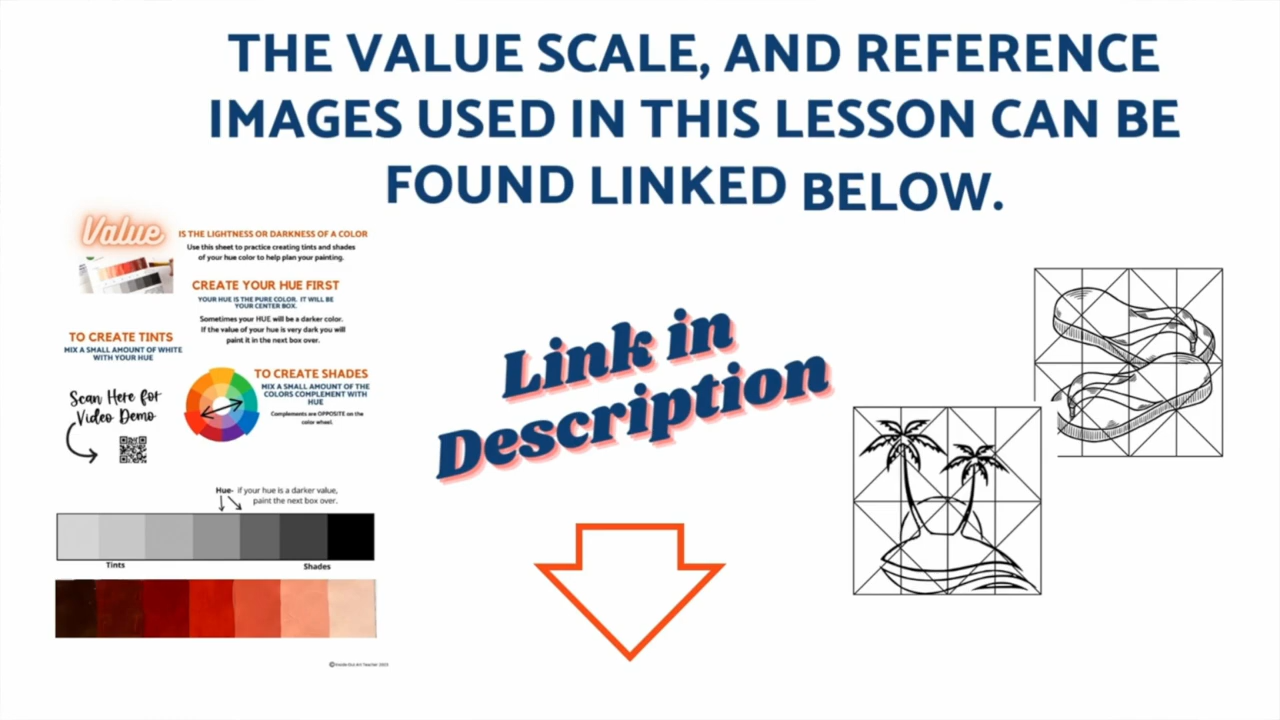 THE VALUE SCALE, AND REFERENCE
IMAGES USED IN THIS LESSON CAN BE
FOUND LINKED BELOW.
Value
IS THE LIGHTNESS OR DARKNESS OF A COLOR
Use this sheet to practice creating tints and shades
of your hue color to help plan your painting.
CREATE YOUR HUE FIRST
YOUR HUE IS THE PURE COLOR. IT WILL BE
YOUR CENTER BOX.
Sometimes your HUE will be a darker color.
If the value of your hue is very dark you will
paint it in the next box over.
TO CREATE TINTS
MIX A SMALL AMOUNT OF WHITE
WITH YOUR HUE
TO CREATE SHADES
MIX A SMALL AMOUNT OF THE
COLORS COMPLEMENT WITH
HUE
Complements are OPPOSITE on the
color wheel.
Scan Here for
Video Demo
Hue- if your hue is a darker value,
paint the next box over.
Tints
Shades
Link in
Description